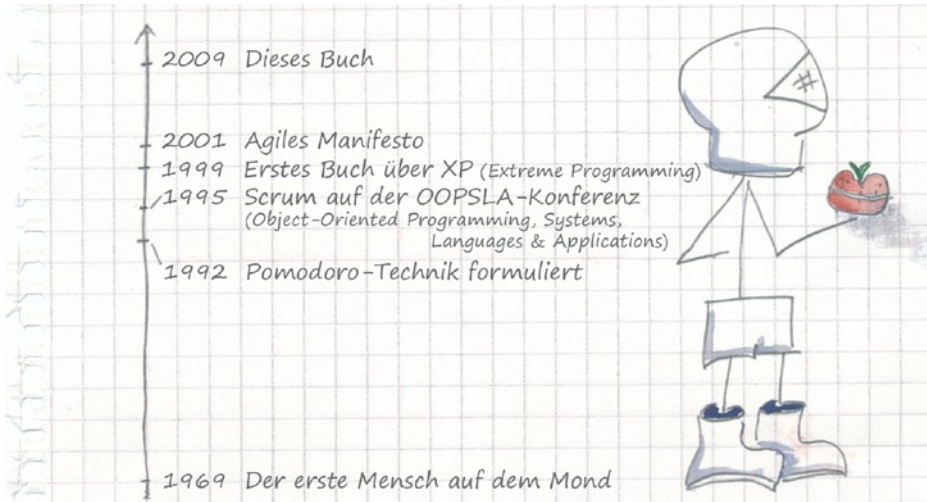 2009 Dieses Buch
2001 Agiles Manifesto
1999 Erstes Buch über XP (Extreme Programming)
1995 Scrum auf der OOPSLA-Konferenz
(Object-Oriented Programming, Systems,
Languages & Applications)
1992 Pomodoro-Technik formuliert
1969 Der erste Mensch auf dem Mond